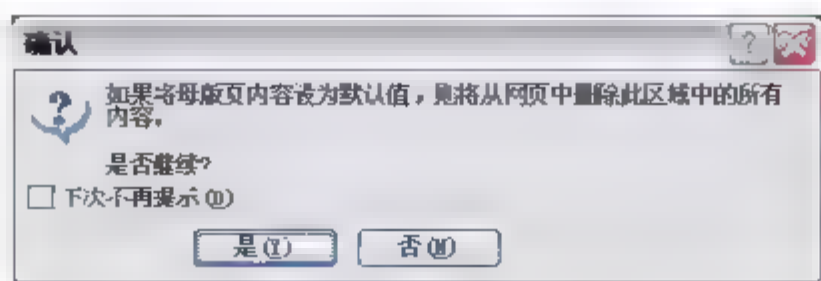 确认
如果将母版页内容设为默认值，则将从网页中删除此区域中的所有
内容。
是否继续?
下次不再提示(D)
是(Y)
否(N)